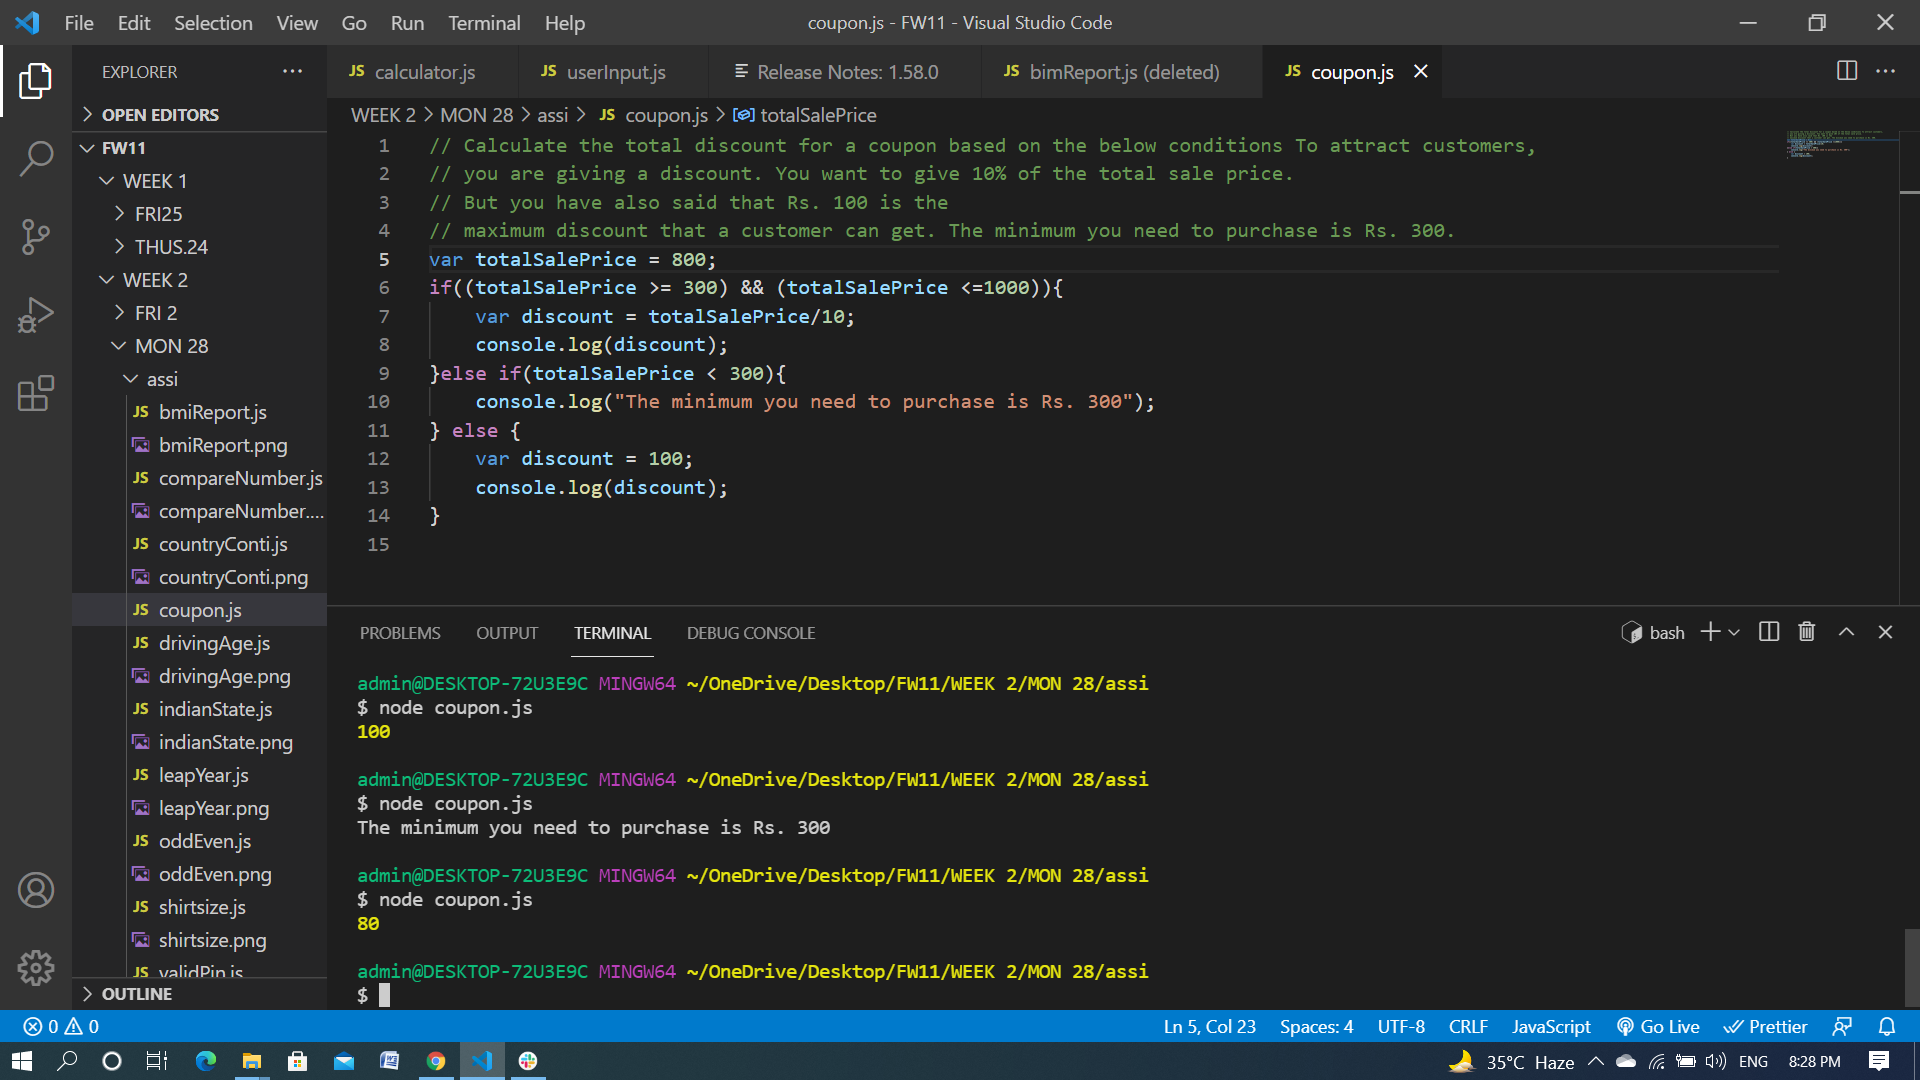 File Edit Selection View Go Run Terminal Help
coupon.js - FW11 - Visual Studio Code
EXPLORER
OPEN EDITORS
FW11
WEEK 1
FRI25
THUS.24
WEEK 2
FRI 2
MON 28
assi
JS bmiReport.js
bmiReport.png
JS compareNumber.js
compareNumber....
JS countryConti.js
countryConti.png
JS coupon.js
JS drivingAge.js
drivingAge.png
JS indianState.js
indianState.png
JS leapYear.js
leapYear.png
JS oddEven.js
oddEven.png
JS shirtsize.js
shirtsize.png
JS validPin.js
OUTLINE
JS calculator.js JS userInput.js Release Notes: 1.58.0 JS bimReport.js (deleted) JS coupon.js
WEEK 2 > MON 28 > assi > JS coupon.js > totalSalePrice
1 // Calculate the total discount for a coupon based on the below conditions To attract customers,
2 // you are giving a discount. You want to give 10% of the total sale price.
3 // But you have also said that Rs. 100 is the
4 // maximum discount that a customer can get. The minimum you need to purchase is Rs. 300.
5 var totalSalePrice = 800;
6 if((totalSalePrice >= 300) && (totalSalePrice <=1000)){
7 var discount = totalSalePrice/10;
8 console.log(discount);
9 }else if(totalSalePrice < 300){
10 console.log("The minimum you need to purchase is Rs. 300");
11 } else {
12 var discount = 100;
13 console.log(discount);
14 }
15
PROBLEMS OUTPUT TERMINAL DEBUG CONSOLE
bash
admin@DESKTOP-72U3E9C MINGW64 ~/OneDrive/Desktop/FW11/WEEK 2/MON 28/assi
$ node coupon.js
100
admin@DESKTOP-72U3E9C MINGW64 ~/OneDrive/Desktop/FW11/WEEK 2/MON 28/assi
$ node coupon.js
The minimum you need to purchase is Rs. 300
admin@DESKTOP-72U3E9C MINGW64 ~/OneDrive/Desktop/FW11/WEEK 2/MON 28/assi
$ node coupon.js
80
admin@DESKTOP-72U3E9C MINGW64 ~/OneDrive/Desktop/FW11/WEEK 2/MON 28/assi
$
0 0
Ln 5, Col 23 Spaces: 4 UTF-8 CRLF JavaScript Go Live Prettier
35°C Haze ENG 8:28 PM